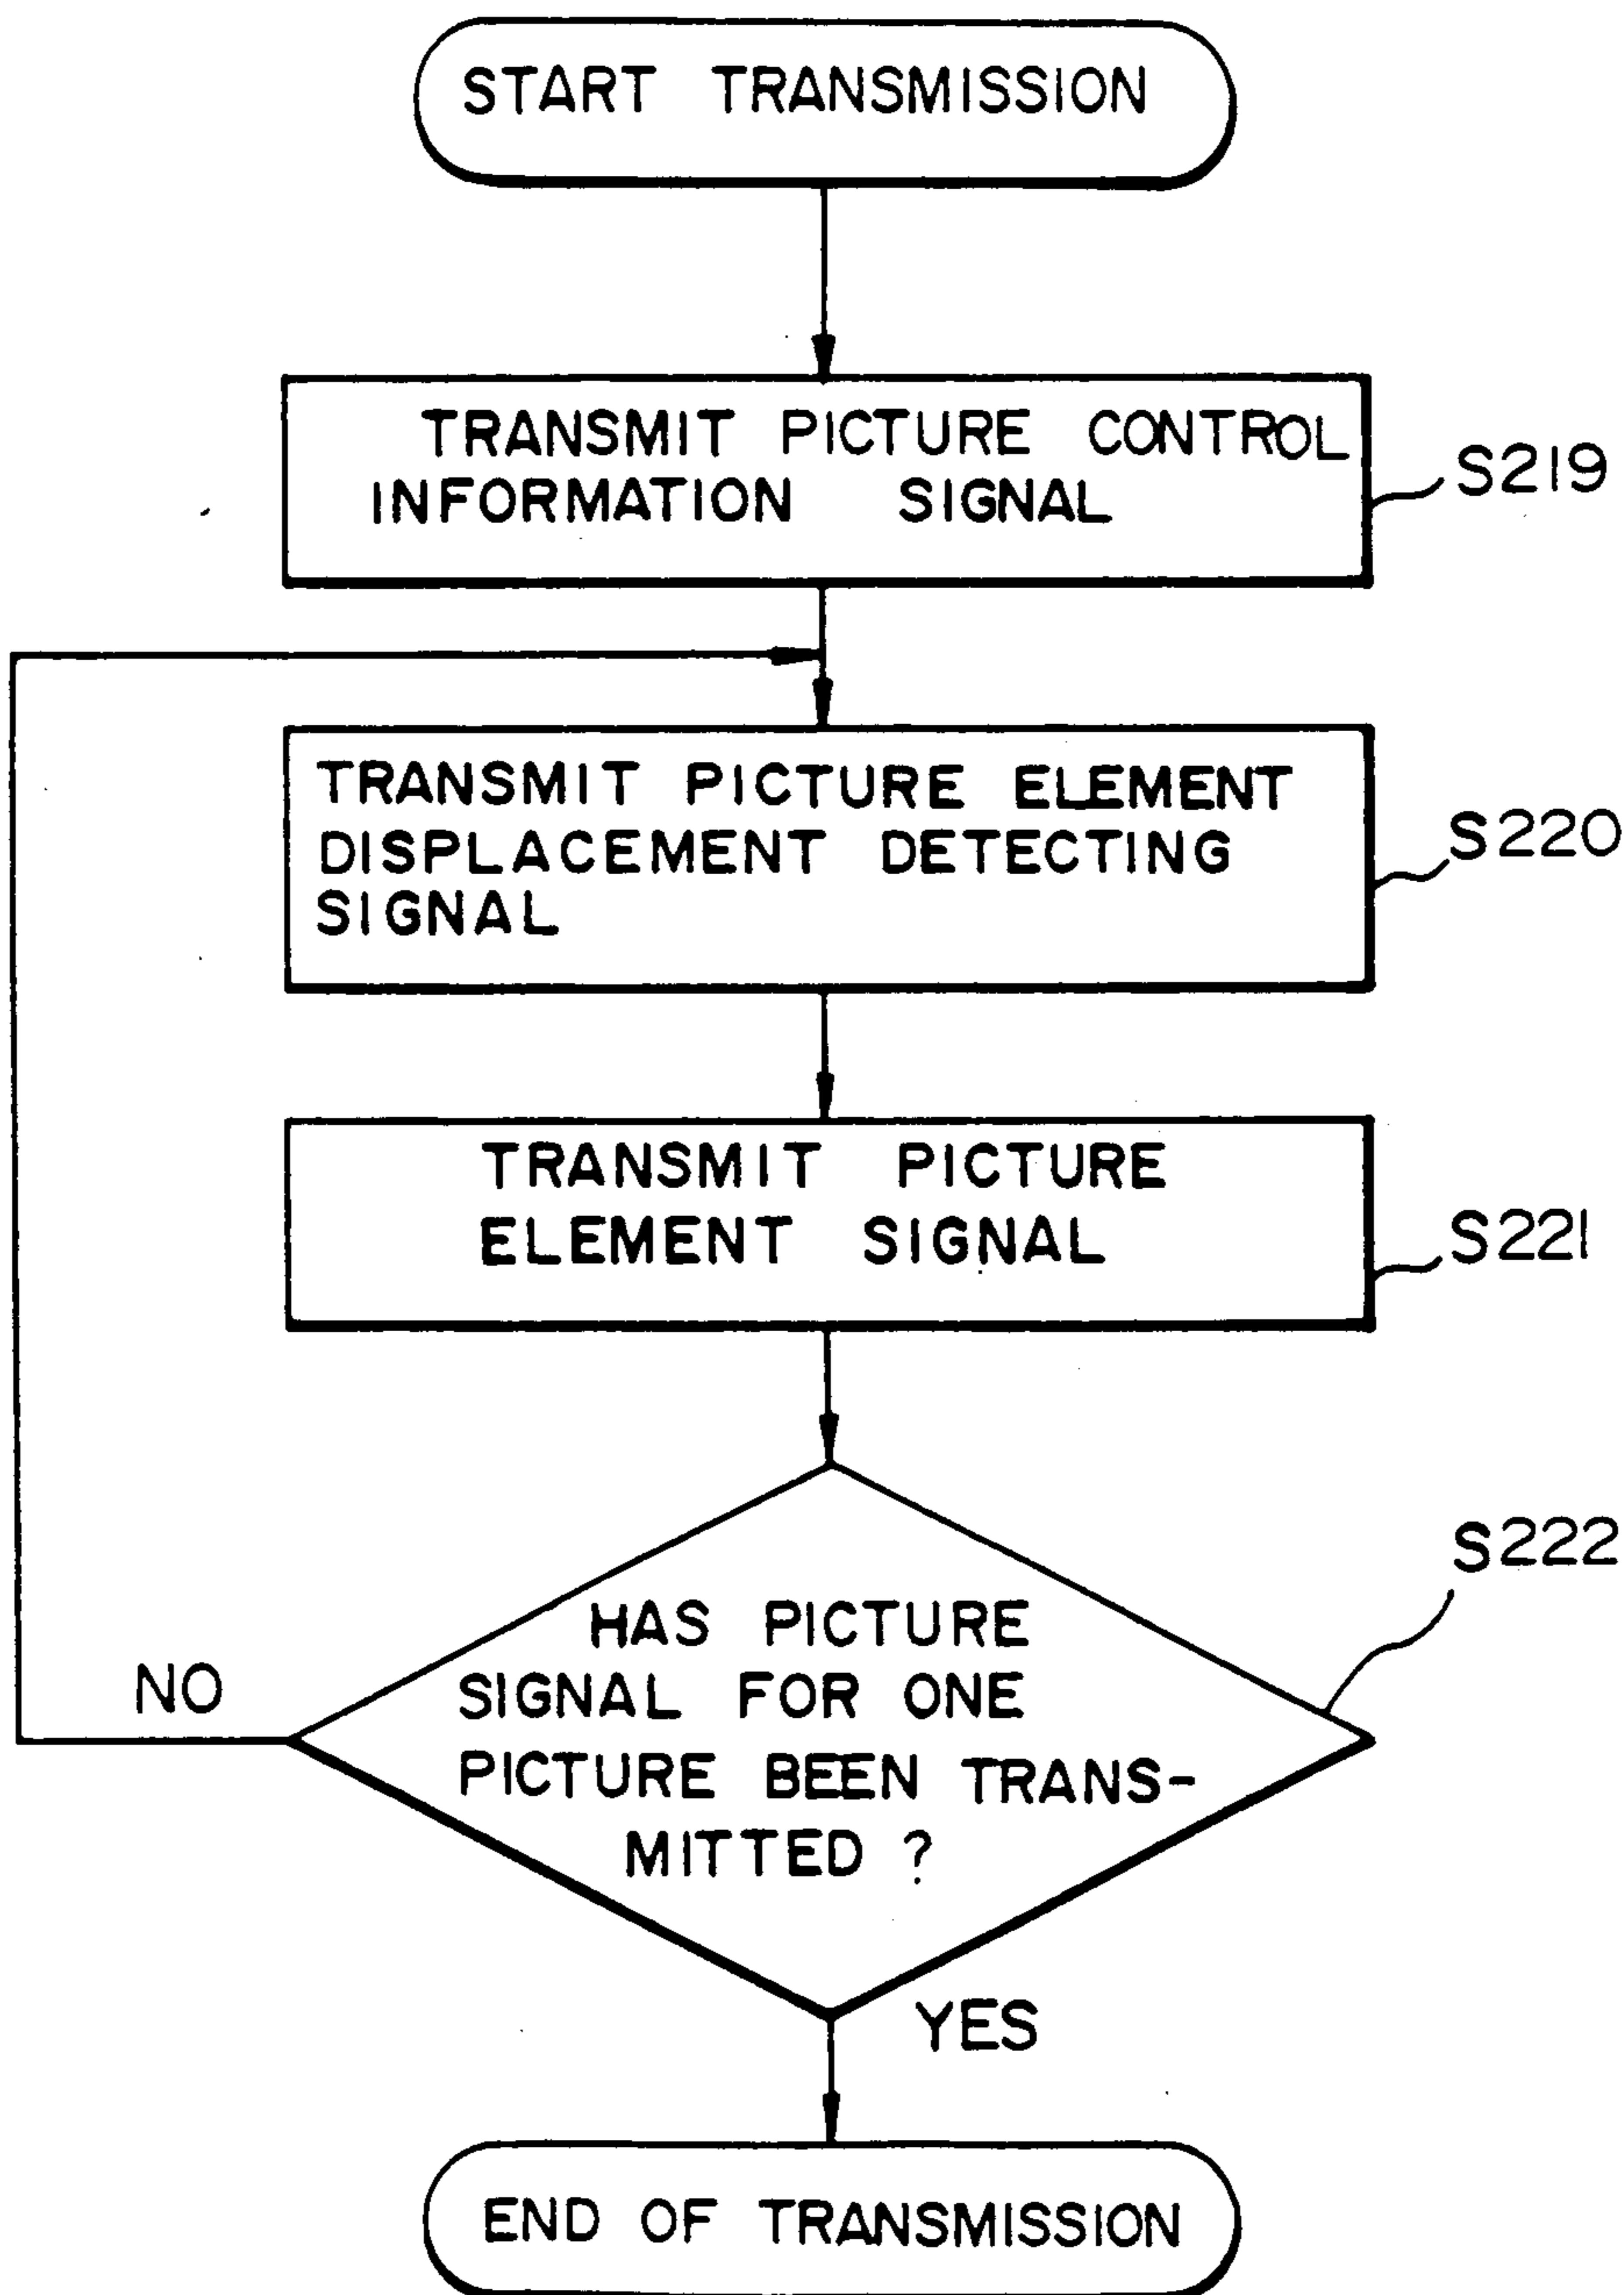 START TRANSMISSION
TRANSMIT PICTURE CONTROL
INFORMATION SIGNAL
S219
TRANSMIT PICTURE ELEMENT
DISPLACEMENT DETECTING
SIGNAL
S220
TRANSMIT PICTURE
ELEMENT SIGNAL
S221
S222
HAS PICTURE
SIGNAL FOR ONE
PICTURE BEEN TRANS-
MITTED ?
NO
YES
END OF TRANSMISSION